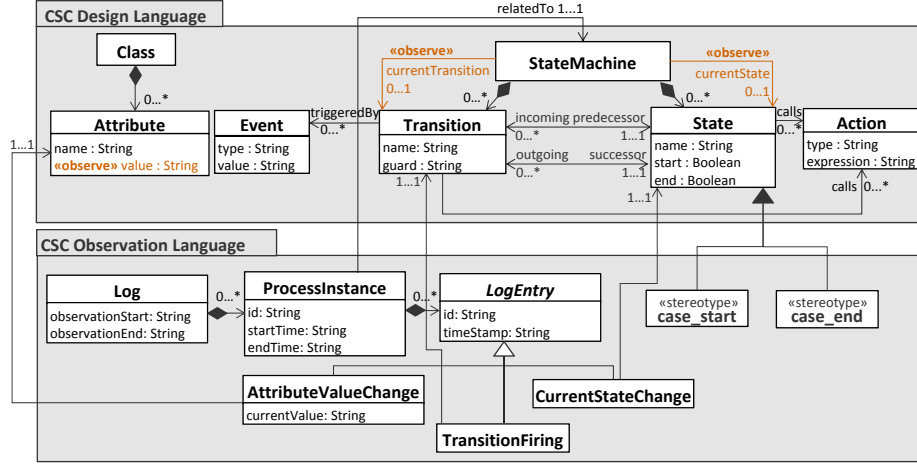 CSC Design Language
relatedTo 1...1
Class
0...*
«observe»
currentTransition
0...1
StateMachine
«observe»
currentState
0...1
0...*
0...*
1...1
Attribute
name : String
«observe» value : String
Event
type : String
value : String
triggeredBy
0...*
Transition
name: String
guard : String
1...1
incoming predecessor
0...*
1...1
outgoing
successor
0...*
1...1
1...1
State
name : String
start : Boolean
end : Boolean
calls
0...*
Action
type : String
expression : String
calls
0...*
CSC Observation Language
Log
observationStart: String
observationEnd: String
0...*
ProcessInstance
id: String
startTime: String
endTime: String
0...*
LogEntry
id: String
timeStamp: String
«stereotype»
case_start
«stereotype»
case_end
AttributeValueChange
currentValue: String
CurrentStateChange
TransitionFiring